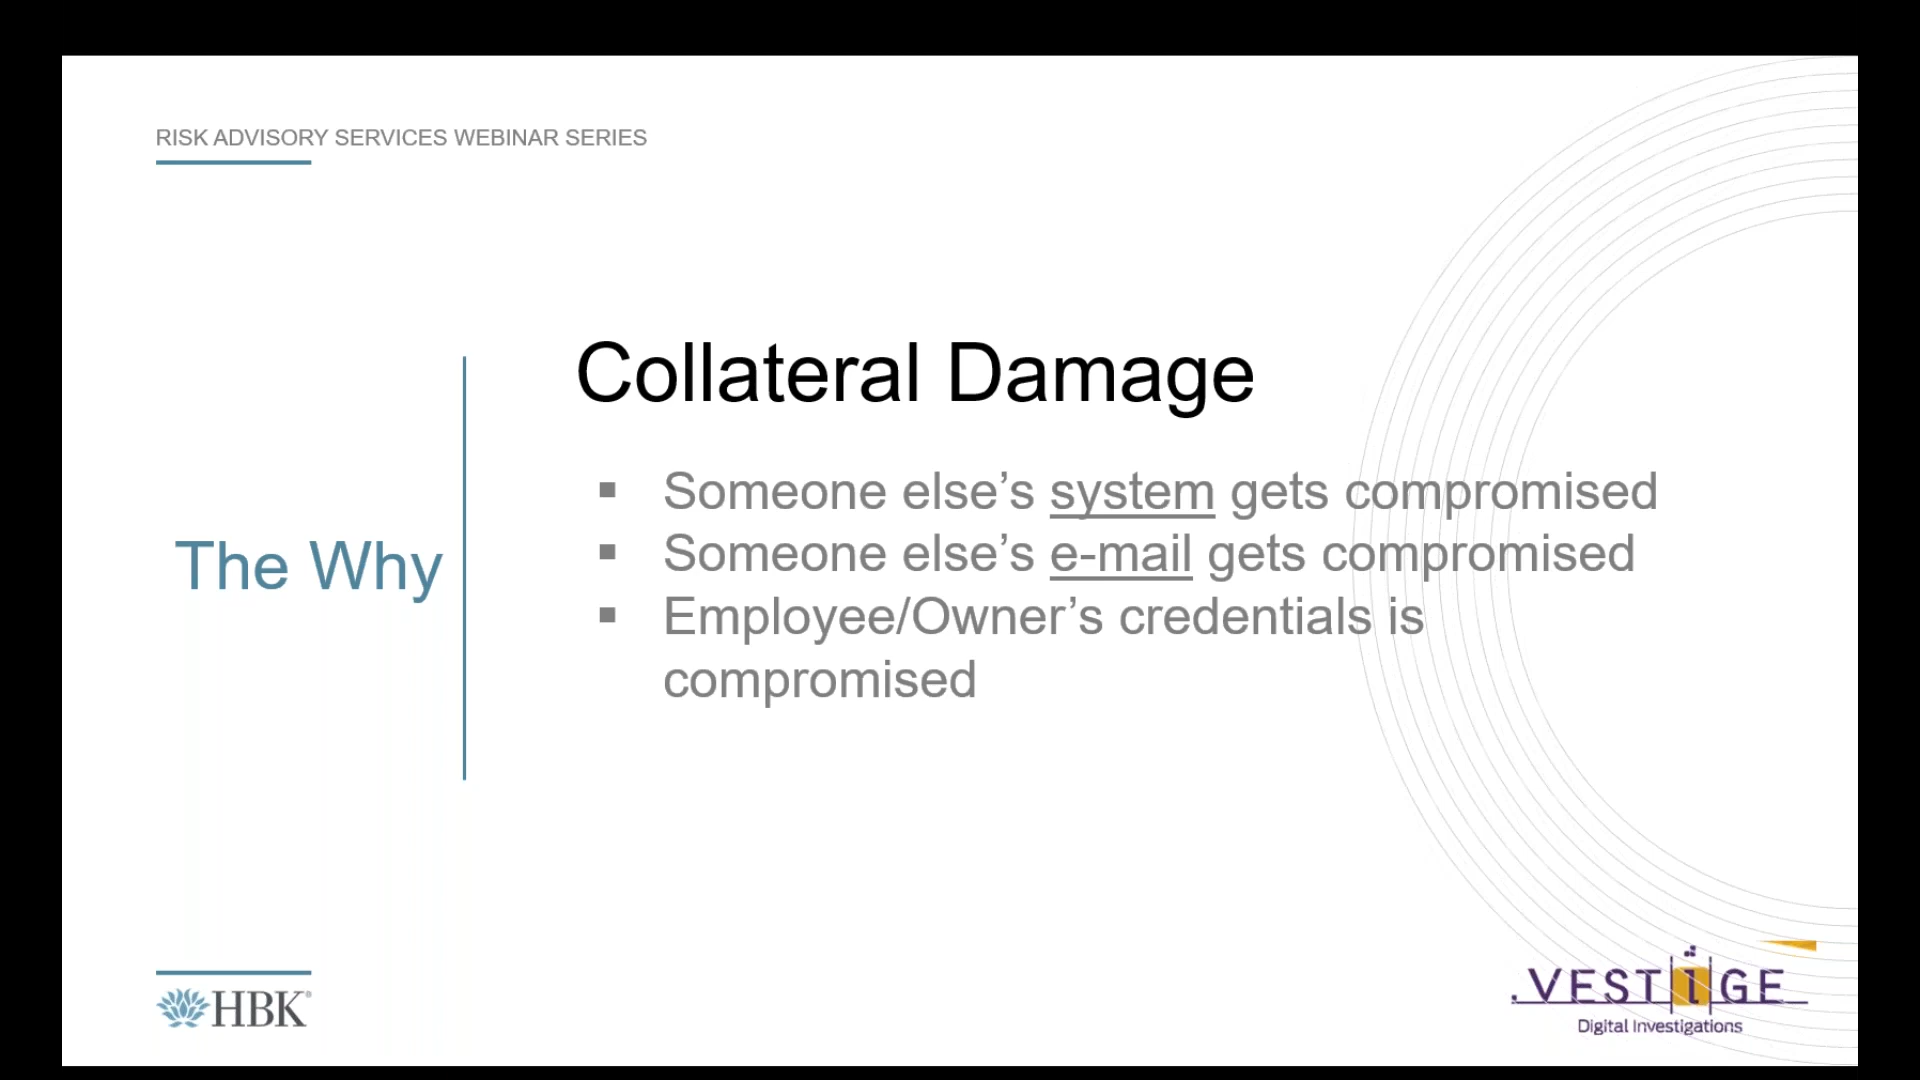 RISK ADVISORY SERVICES WEBINAR SERIES
The Why
Collateral Damage
▪ Someone else’s system gets compromised
▪ Someone else’s e-mail gets compromised
▪ Employee/Owner’s credentials is
compromised
HBK®
VESTIGE
Digital Investigations